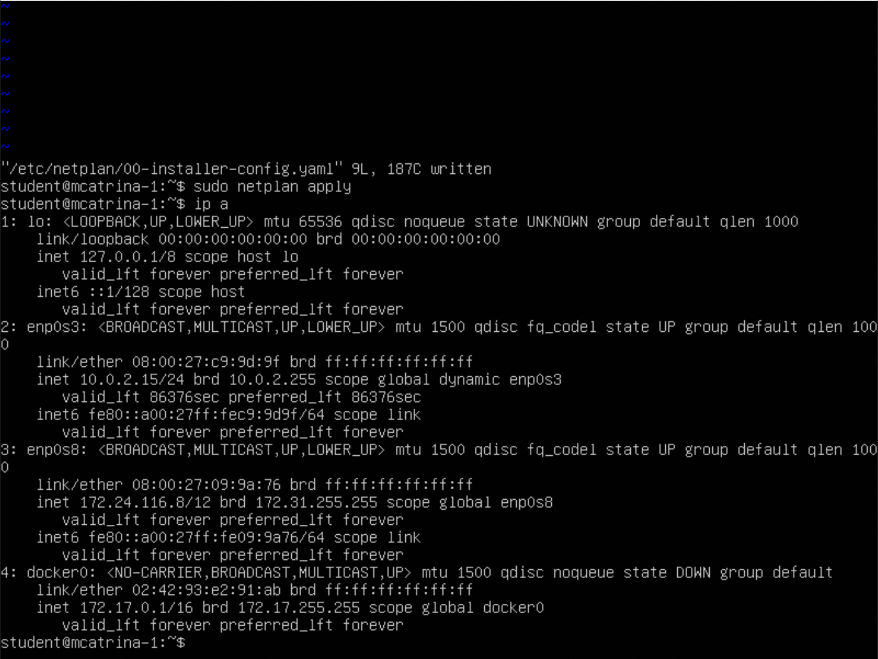 ~
~
~
~
~
~
~
~
~
"/etc/netplan/00-installer-config.yaml" 9L, 187C written
student@mcatrina-1:~$ sudo netplan apply
student@mcatrina-1:~$ ip a
1: lo: <LOOPBACK,UP,LOWER_UP> mtu 65536 qdisc noqueue state UNKNOWN group default qlen 1000
    link/loopback 00:00:00:00:00:00 brd 00:00:00:00:00:00
    inet 127.0.0.1/8 scope host lo
       valid_lft forever preferred_lft forever
    inet6 ::1/128 scope host
       valid_lft forever preferred_lft forever
2: enp0s3: <BROADCAST,MULTICAST,UP,LOWER_UP> mtu 1500 qdisc fq_codel state UP group default qlen 100
0
    link/ether 08:00:27:c9:9d:9f brd ff:ff:ff:ff:ff:ff
    inet 10.0.2.15/24 brd 10.0.2.255 scope global dynamic enp0s3
       valid_lft 86376sec preferred_lft 86376sec
    inet6 fe80::a00:27ff:fec9:9d9f/64 scope link
       valid_lft forever preferred_lft forever
3: enp0s8: <BROADCAST,MULTICAST,UP,LOWER_UP> mtu 1500 qdisc fq_codel state UP group default qlen 100
0
    link/ether 08:00:27:09:9a:76 brd ff:ff:ff:ff:ff:ff
    inet 172.24.116.8/12 brd 172.31.255.255 scope global enp0s8
       valid_lft forever preferred_lft forever
    inet6 fe80::a00:27ff:fe09:9a76/64 scope link
       valid_lft forever preferred_lft forever
4: docker0: <NO-CARRIER,BROADCAST,MULTICAST,UP> mtu 1500 qdisc noqueue state DOWN group default
    link/ether 02:42:93:e2:91:ab brd ff:ff:ff:ff:ff:ff
    inet 172.17.0.1/16 brd 172.17.255.255 scope global docker0
       valid_lft forever preferred_lft forever
student@mcatrina-1:~$